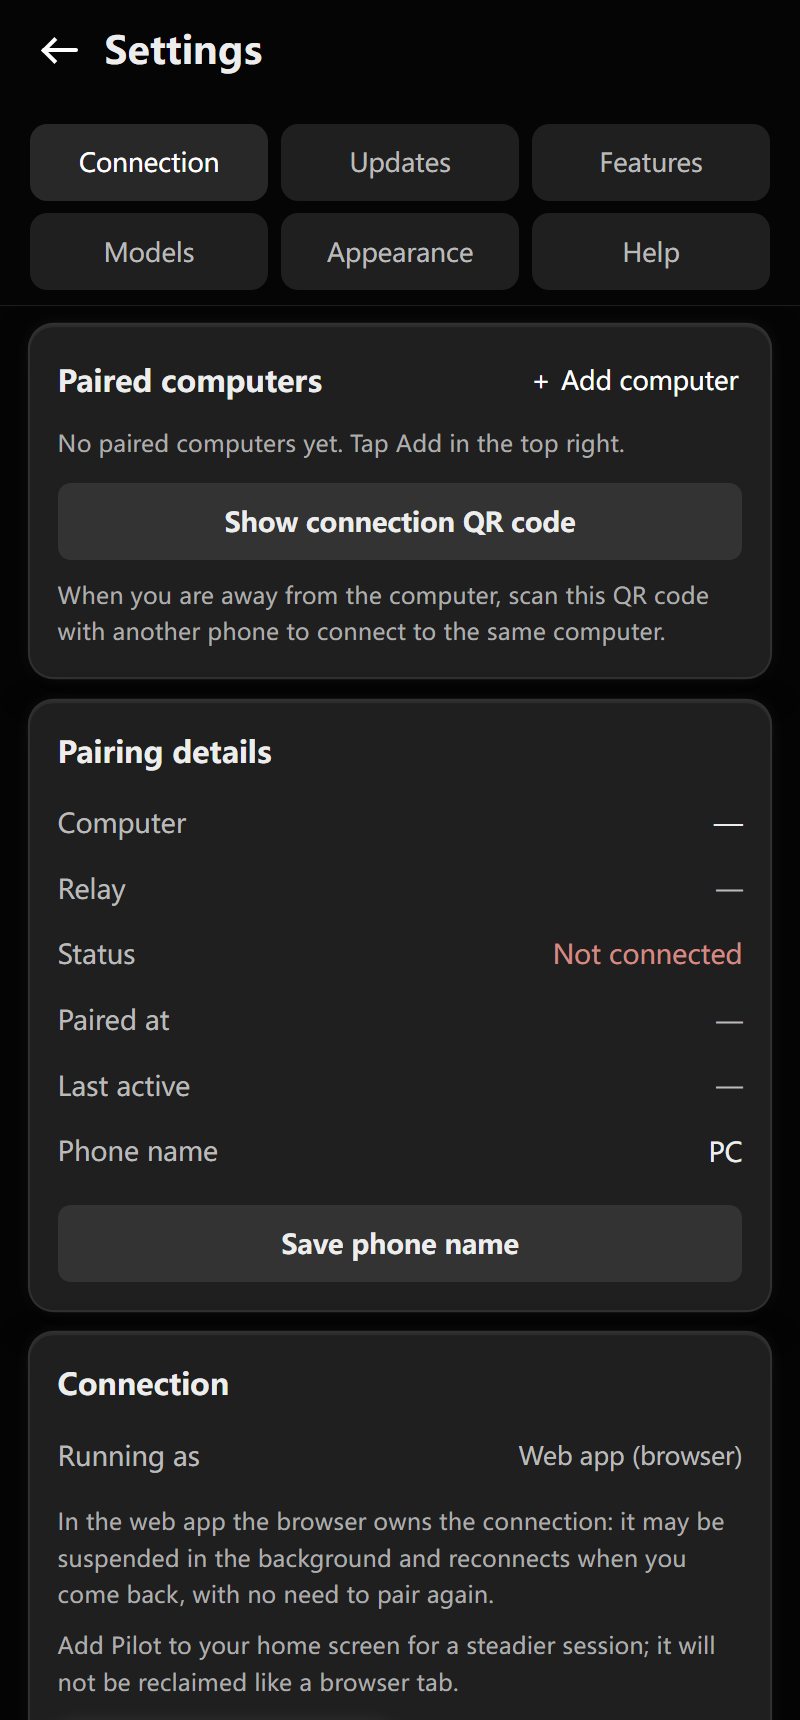 Settings
Connection
Updates
Features
Models
Appearance
Help
Paired computers
+ Add computer
No paired computers yet. Tap Add in the top right.
Show connection QR code
When you are away from the computer, scan this QR code
with another phone to connect to the same computer.
Pairing details
Computer —
Relay —
Status Not connected
Paired at —
Last active —
Phone name PC
Save phone name
Connection
Running as Web app (browser)
In the web app the browser owns the connection: it may be
suspended in the background and reconnects when you
come back, with no need to pair again.
Add Pilot to your home screen for a steadier session; it will
not be reclaimed like a browser tab.